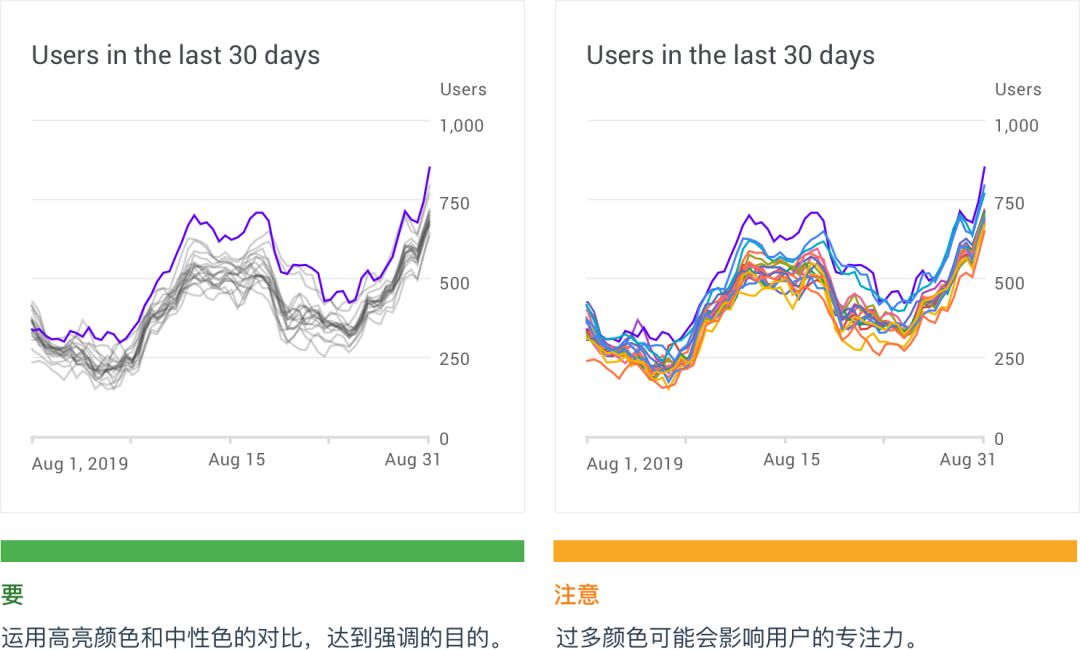 Users in the last 30 days
Users
1,000
750
500
250
0
Aug 1, 2019
Aug 15
Aug 31
Users in the last 30 days
Users
1,000
750
500
250
0
Aug 1, 2019
Aug 15
Aug 31
要
运用高亮颜色和中性色的对比，达到强调的目的。
注意
过多颜色可能会影响用户的专注力。